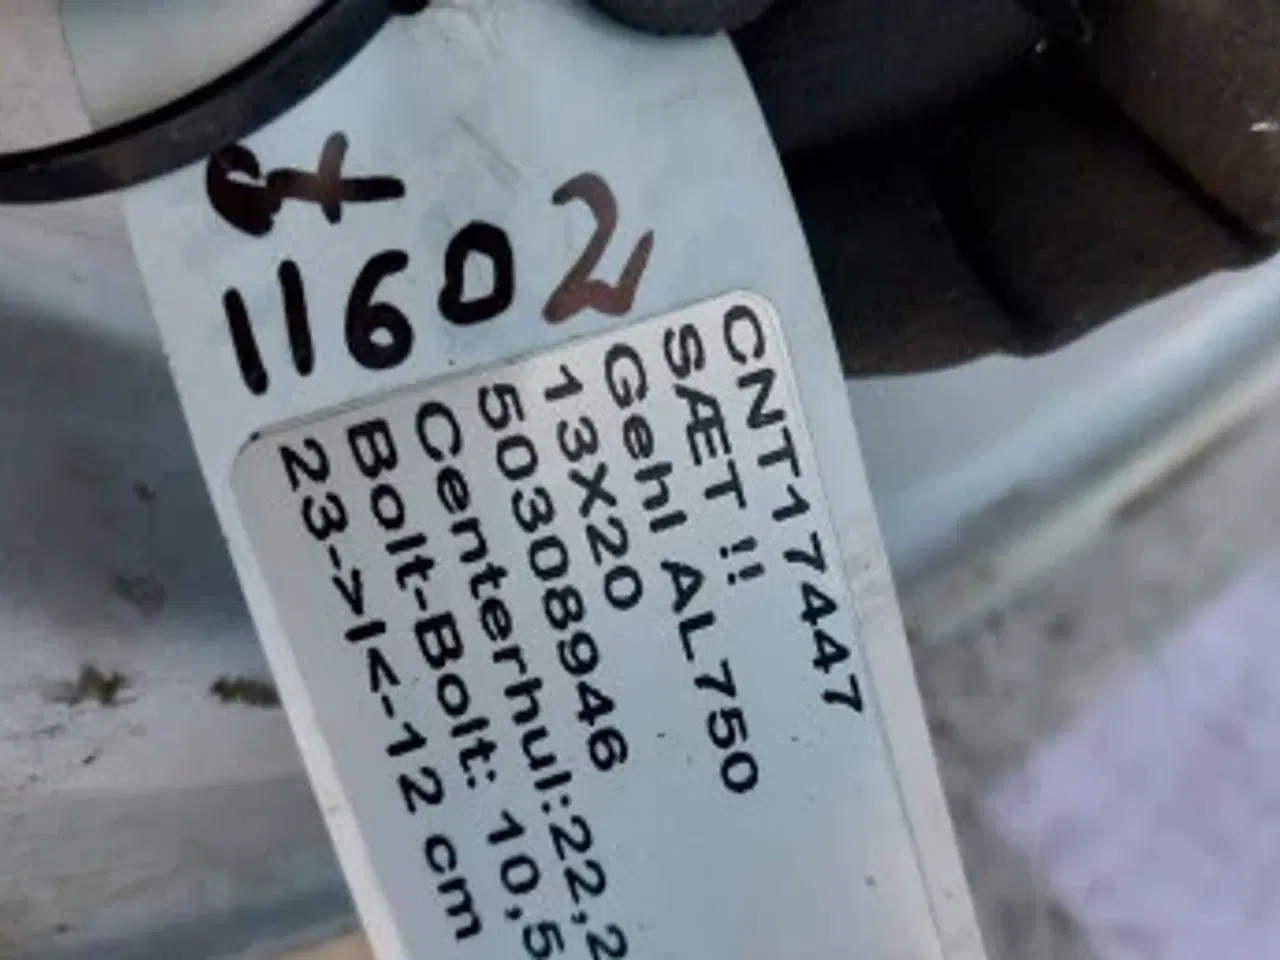 11602
CNT17447
SÆT !!
Gehl AL750
13X20
50308946
Centerhul:22,2
Bolt-Bolt: 10,5
23->|<-12 cm